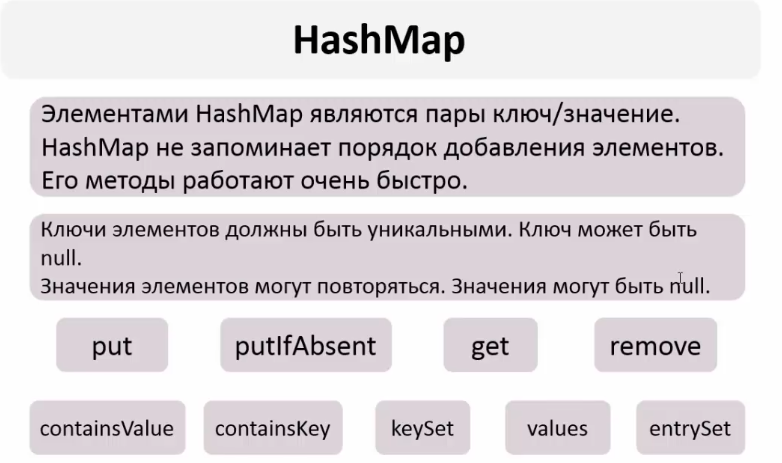 HashMap
Элементами HashMap являются пары ключ/значение.
HashMap не запоминает порядок добавления элементов.
Его методы работают очень быстро.
Ключи элементов должны быть уникальными. Ключ может быть
null.
Значения элементов могут повторяться. Значения могут быть null.
put putIfAbsent get remove
containsValue containsKey keySet values entrySet